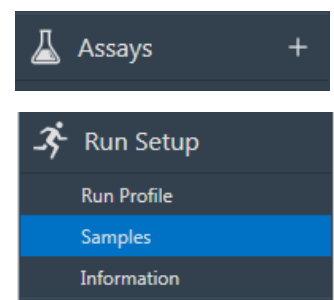 Assays +
Run Setup
Run Profile
Samples
Information